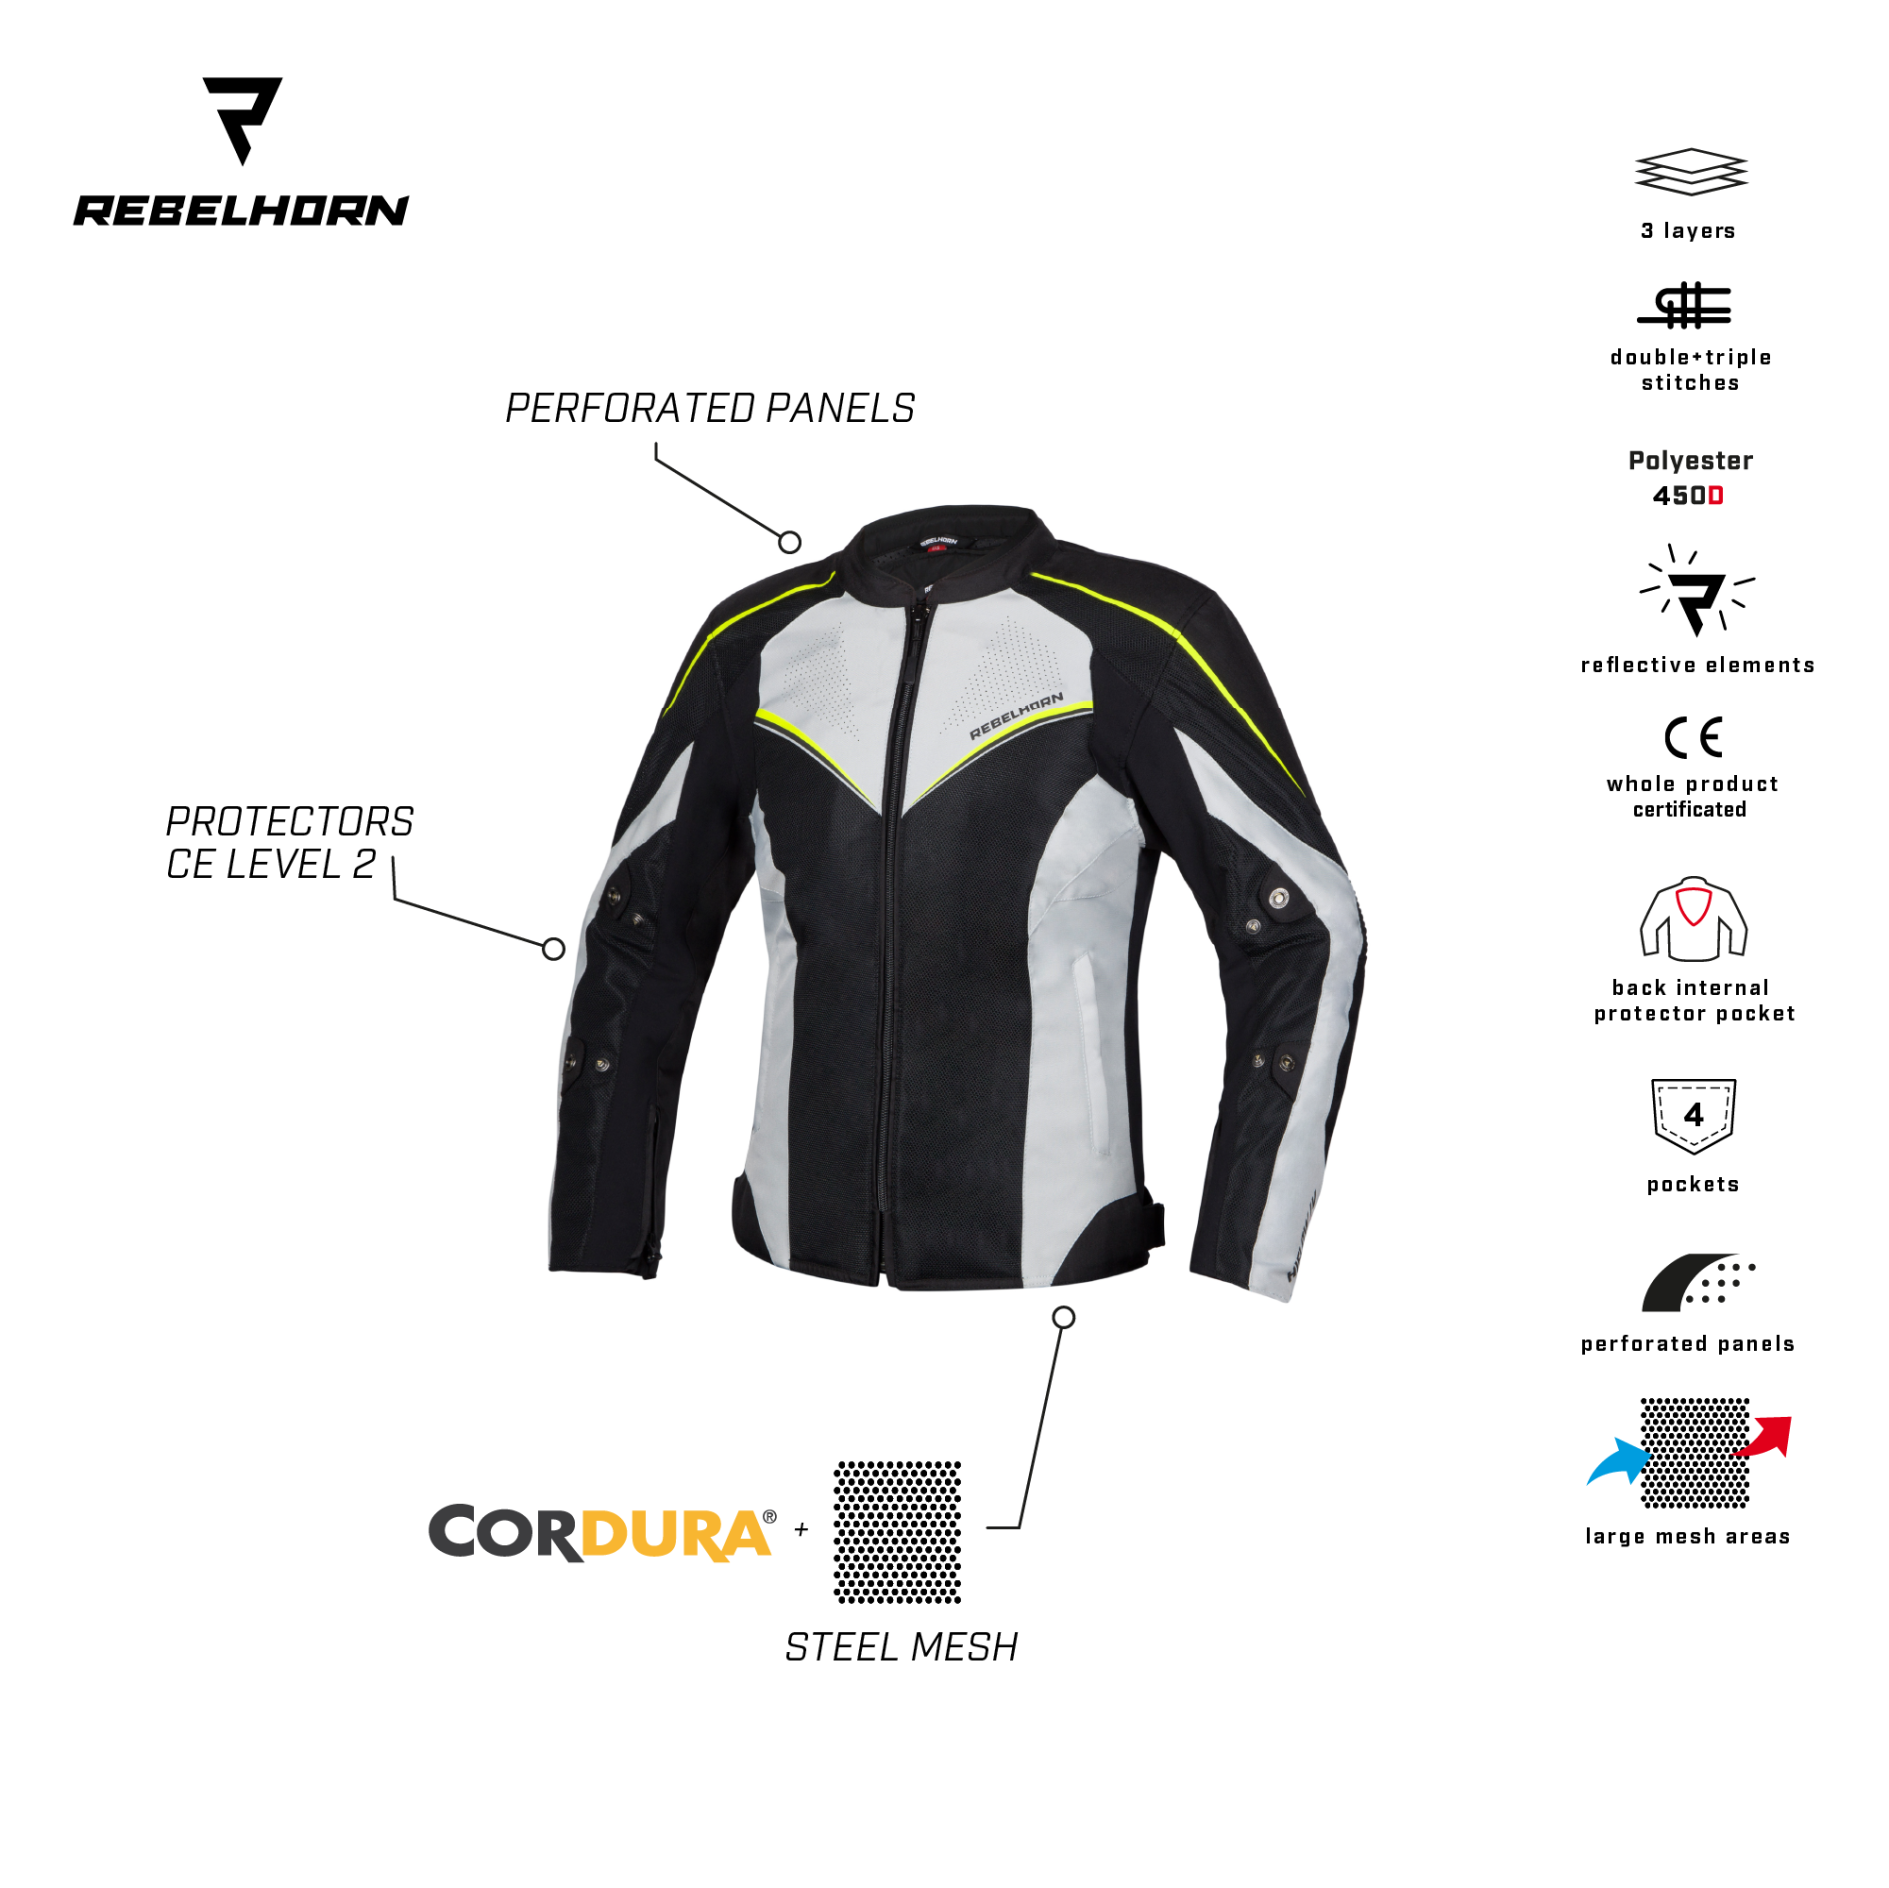 REBELHORN
PERFORATED PANELS
PROTECTORS
CE LEVEL 2
REBELHORN
REBELHORN
CORDURA® +
STEEL MESH
3 layers
double+triple
stitches
Polyester
450D
reflective elements
CE
whole product
certificated
back internal
protector pocket
4
pockets
perforated panels
large mesh areas